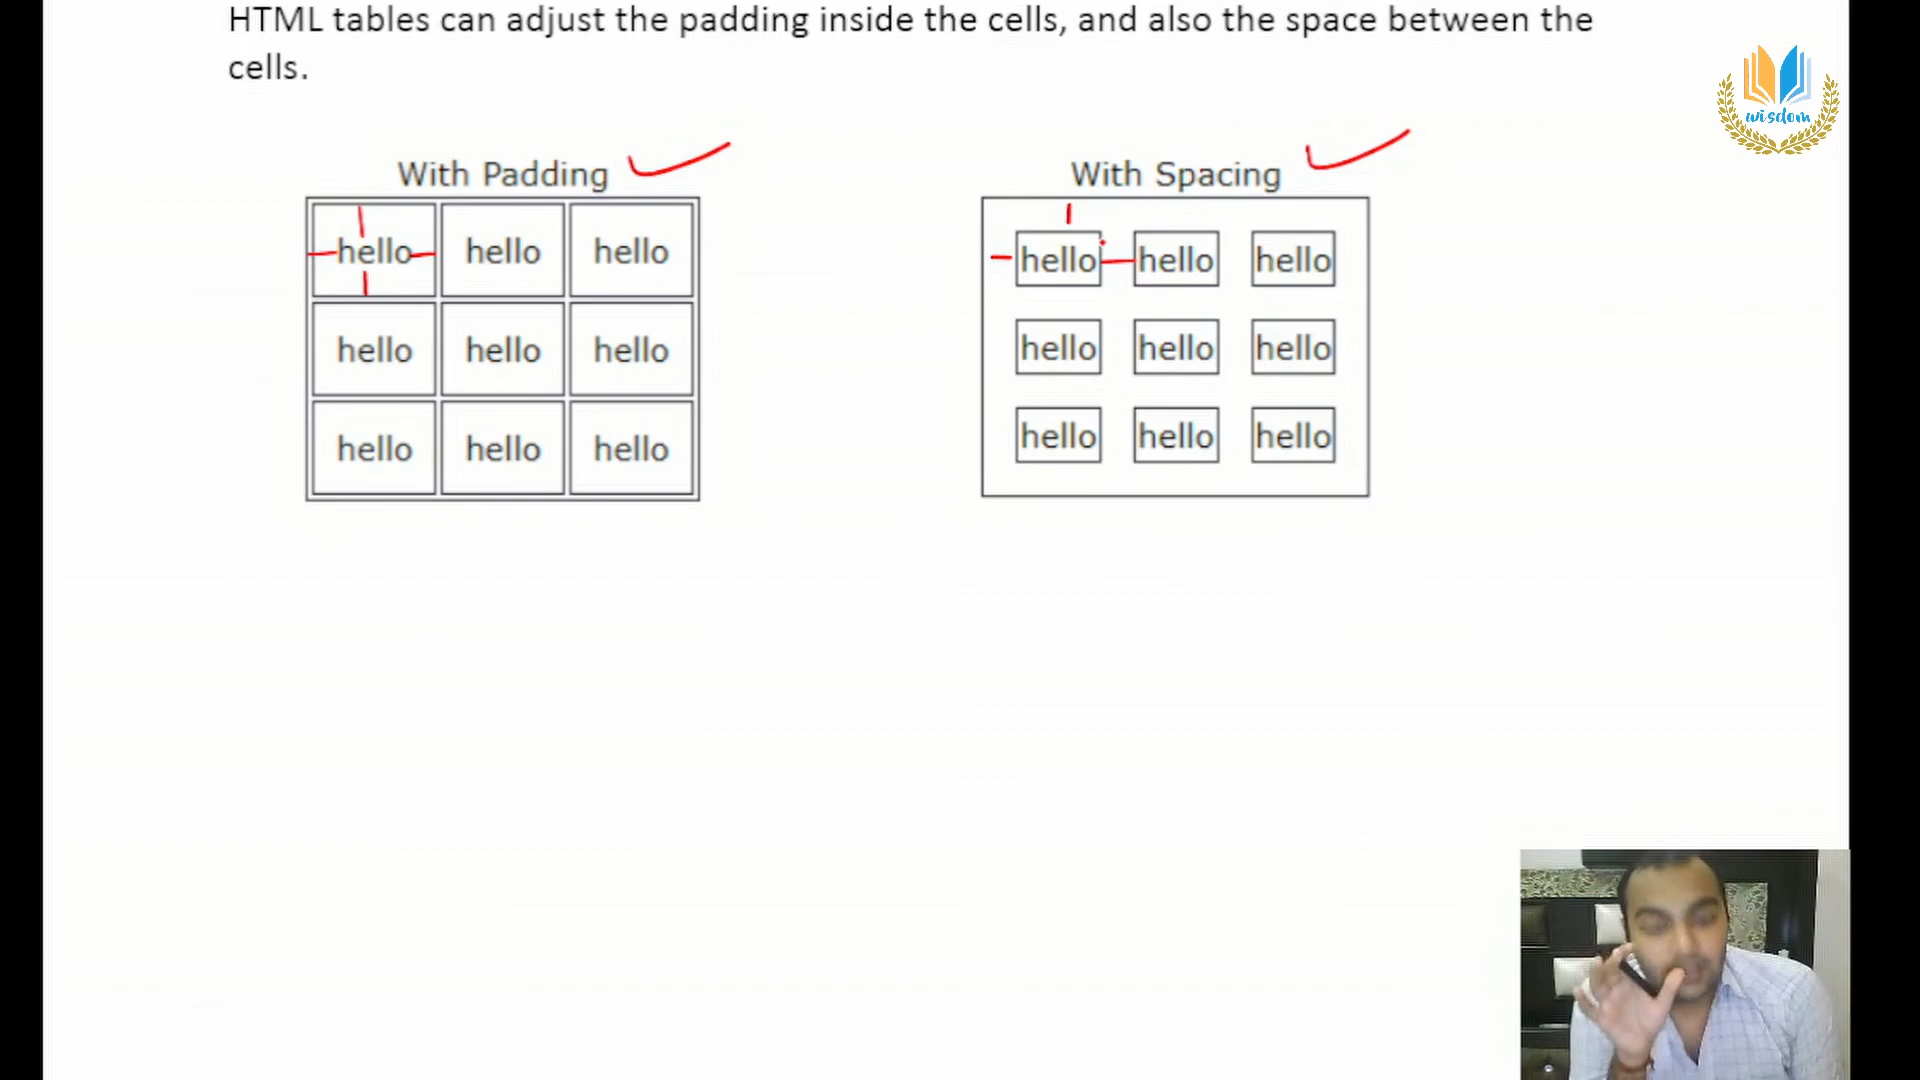 HTML tables can adjust the padding inside the cells, and also the space between the
cells.
wisdom
With Padding
hello hello hello
hello hello hello
hello hello hello
With Spacing
hello hello hello
hello hello hello
hello hello hello